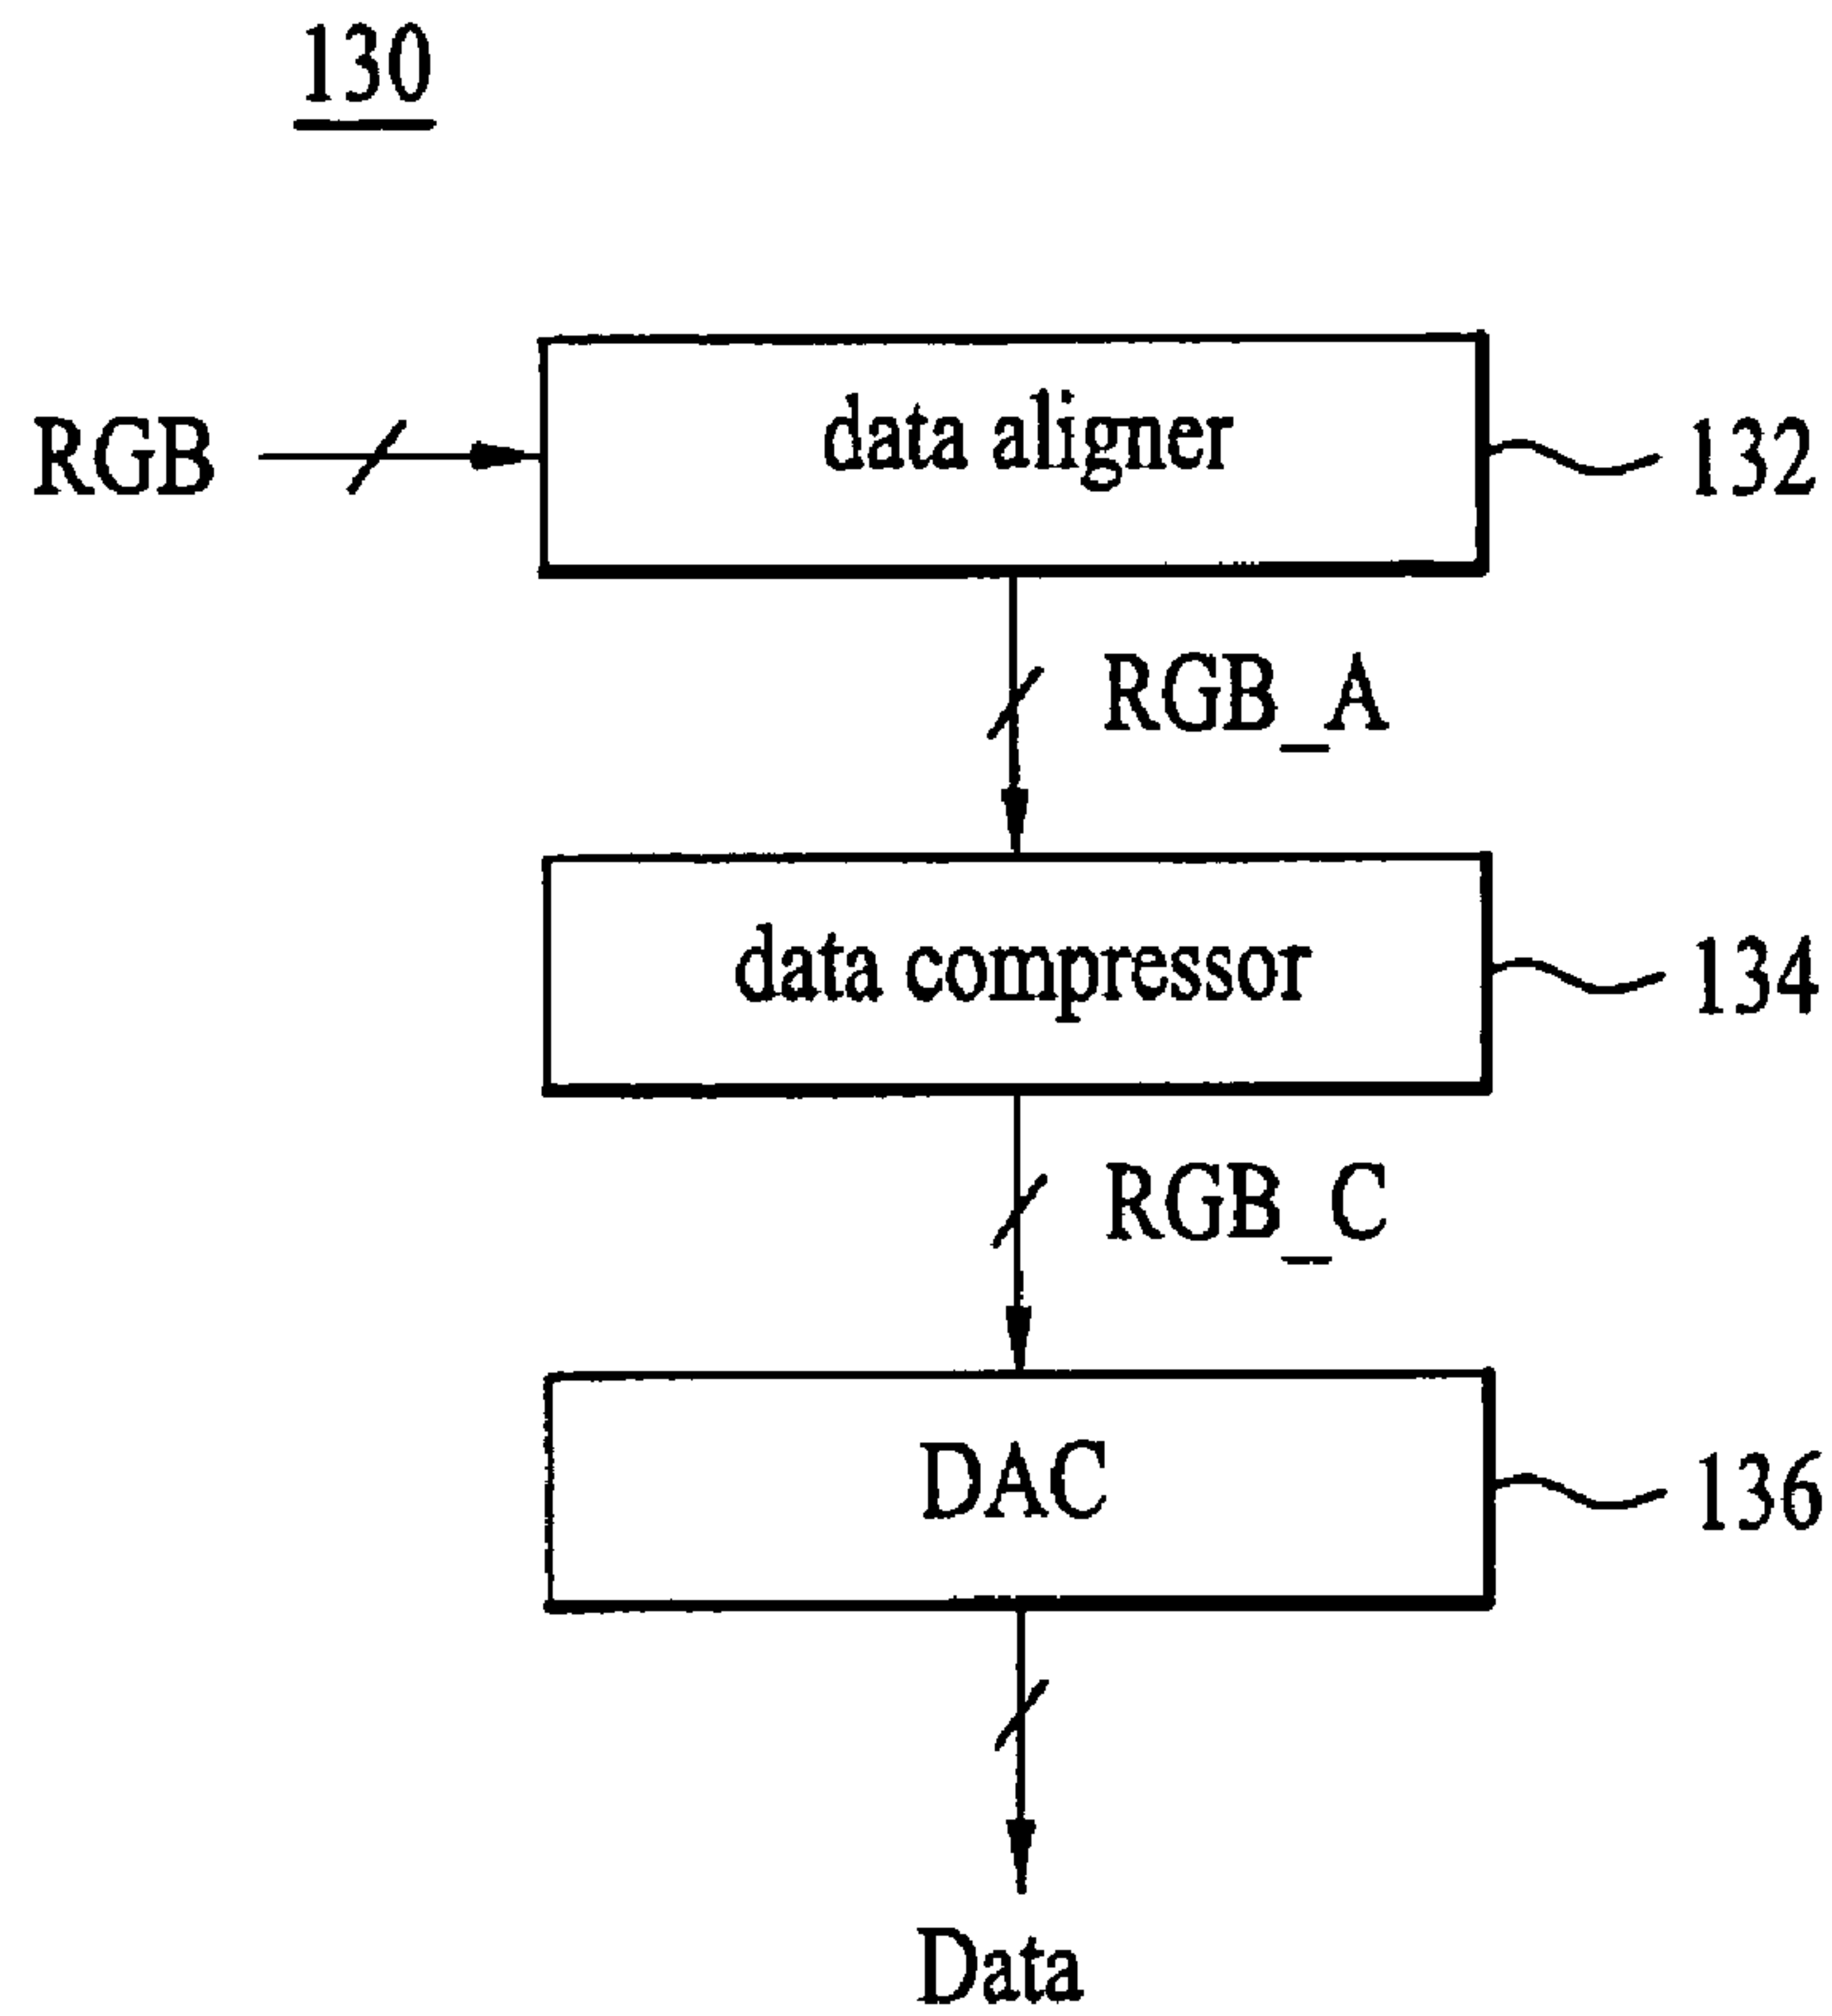 130
data aligner
RGB
132
RGB_A
data compressor
134
RGB_C
DAC
136
Data